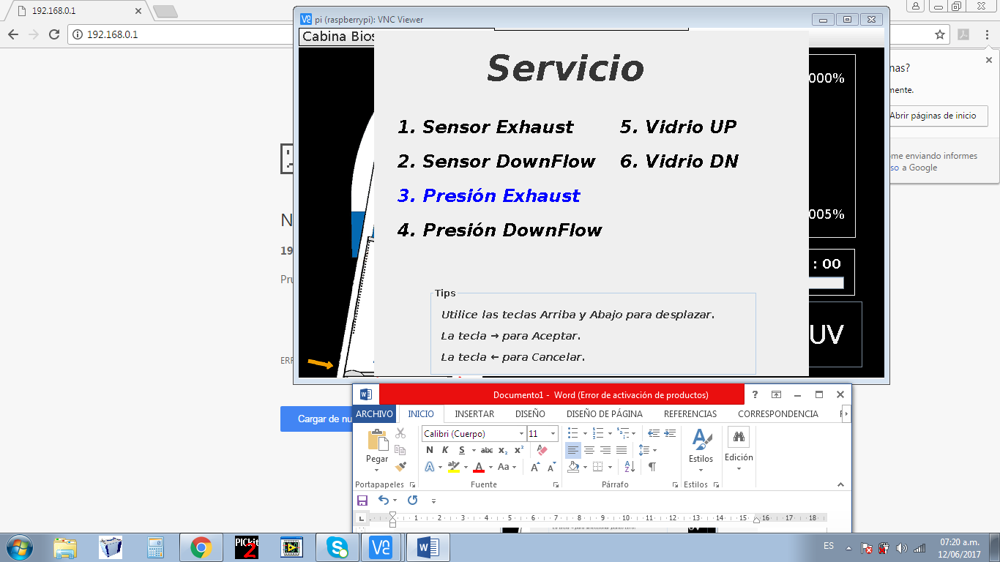 192.168.0.1
192.168.0.1
pi (raspberrypi): VNC Viewer
Cabina Bios
Servicio
1. Sensor Exhaust
2. Sensor DownFlow
3. Presión Exhaust
4. Presión DownFlow
5. Vidrio UP
6. Vidrio DN
Tips
Utilice las teclas Arriba y Abajo para desplazar.
La tecla → para Aceptar.
La tecla ← para Cancelar.
000%
005%
: 00
UV
nas?
mente.
Abrir páginas de inicio
ome enviando informes
so a Google
N
19
Pru
ERR
Cargar de nu
Documento1 - Word (Error de activación de productos)
ARCHIVO INICIO INSERTAR DISEÑO DISEÑO DE PÁGINA REFERENCIAS CORRESPONDENCIA
Pegar
Calibri (Cuerpo) 11
N K S abc x₂ x²
A ab A Aa A A
Estilos
Edición
Portapapeles Fuente Párrafo Estilos
1 2 3 4 5 6 7 8 9 10 11 12 13 14 15 16 17 18
PICkit
2
ES
07:20 a.m.
12/06/2017